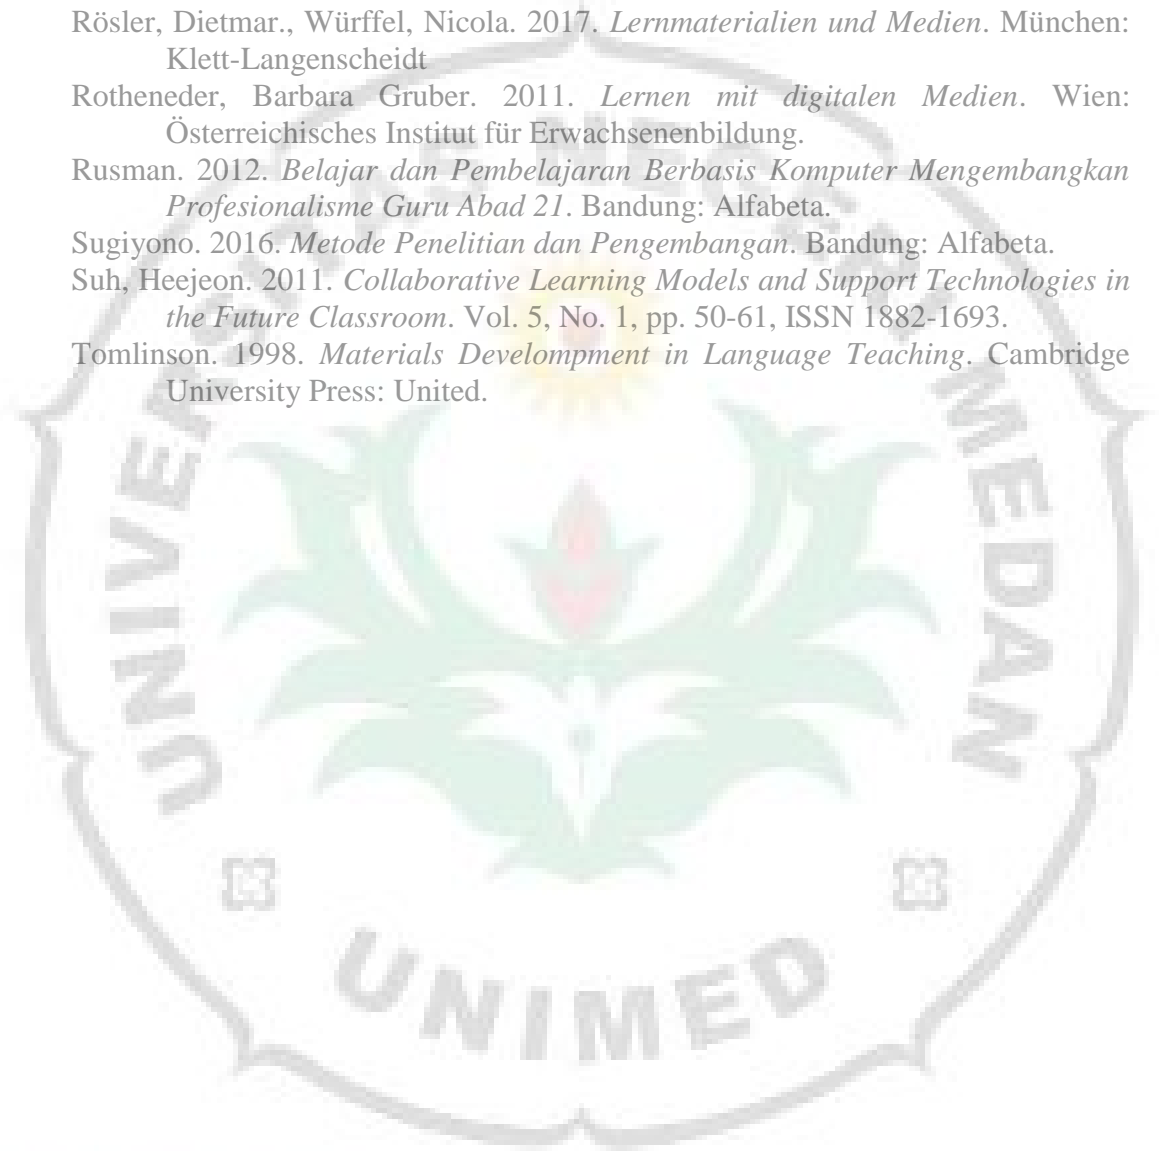 Rösler, Dietmar., Würffel, Nicola. 2017. Lernmaterialien und Medien. München:
Klett-Langenscheidt
Rotheneder, Barbara Gruber. 2011. Lernen mit digitalen Medien. Wien:
Österreichisches Institut für Erwachsenenbildung.
Rusman. 2012. Belajar dan Pembelajaran Berbasis Komputer Mengembangkan
Profesionalisme Guru Abad 21. Bandung: Alfabeta.
Sugiyono. 2016. Metode Penelitian dan Pengembangan. Bandung: Alfabeta.
Suh, Heejeon. 2011. Collaborative Learning Models and Support Technologies in
the Future Classroom. Vol. 5, No. 1, pp. 50-61, ISSN 1882-1693.
Tomlinson. 1998. Materials Develompment in Language Teaching. Cambridge
University Press: United.
UNIVERSITAS NEGERI MEDAN
UNIMED